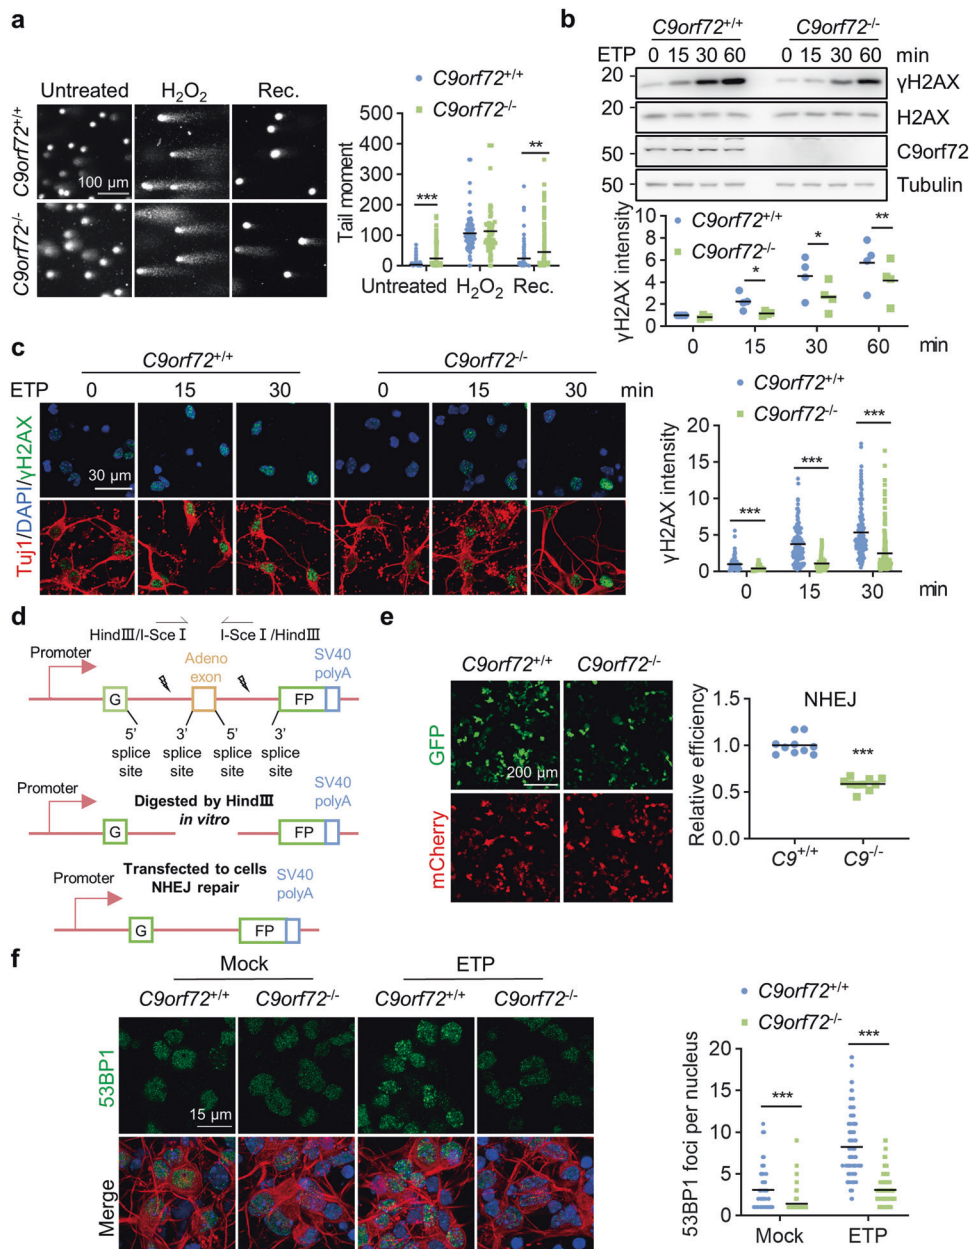 a
Untreated H₂O₂ Rec.
C9orf72+/+
100 µm
C9orf72-/-
C9orf72+/+
C9orf72-/-
Tail moment
500
400
300
200
100
0
*** **
Untreated H₂O₂ Rec.
b
C9orf72+/+ C9orf72-/-
ETP 0 15 30 60 0 15 30 60 min
20 γH2AX
20 H2AX
50 C9orf72
50 Tubulin
γH2AX intensity
10
8
6
4
2
0
C9orf72+/+
C9orf72-/-
* * **
0 15 30 60 min
c
C9orf72+/+ C9orf72-/-
ETP 0 15 30 0 15 30 min
Tuj1/DAPI/γH2AX
30 µm
C9orf72+/+
C9orf72-/-
γH2AX intensity
20
15
10
5
0
*** *** ***
0 15 30 min
d
HindⅢ/I-Sce Ⅰ I-Sce Ⅰ/HindⅢ
Promoter Adeno exon SV40 polyA
G FP
5' splice site 3' splice site 5' splice site 3' splice site
Promoter Digested by HindⅢ in vitro SV40 polyA
G FP
Promoter Transfected to cells NHEJ repair SV40 polyA
G FP
e
C9orf72+/+ C9orf72-/-
GFP
200 µm
mCherry
Relative efficiency
1.5
1.0
0.5
0.0
NHEJ
***
C9+/+ C9-/-
f
Mock ETP
C9orf72+/+ C9orf72-/- C9orf72+/+ C9orf72-/-
53BP1
15 µm
Merge
C9orf72+/+
C9orf72-/-
53BP1 foci per nucleus
20
15
10
5
0
*** ***
Mock ETP